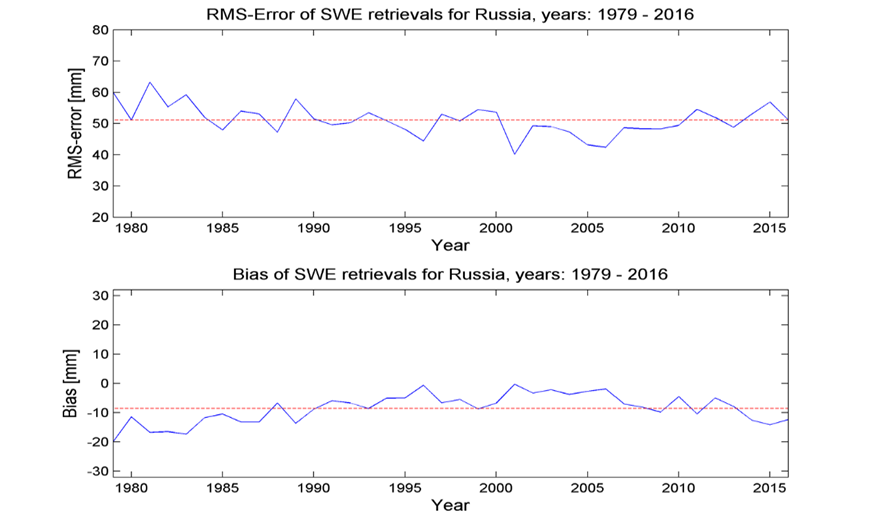 RMS-Error of SWE retrievals for Russia, years: 1979 - 2016
80
70
60
50
40
30
20
RMS-error [mm]
1980 1985 1990 1995 2000 2005 2010 2015
Year
Bias of SWE retrievals for Russia, years: 1979 - 2016
30
20
10
0
-10
-20
-30
Bias [mm]
1980 1985 1990 1995 2000 2005 2010 2015
Year